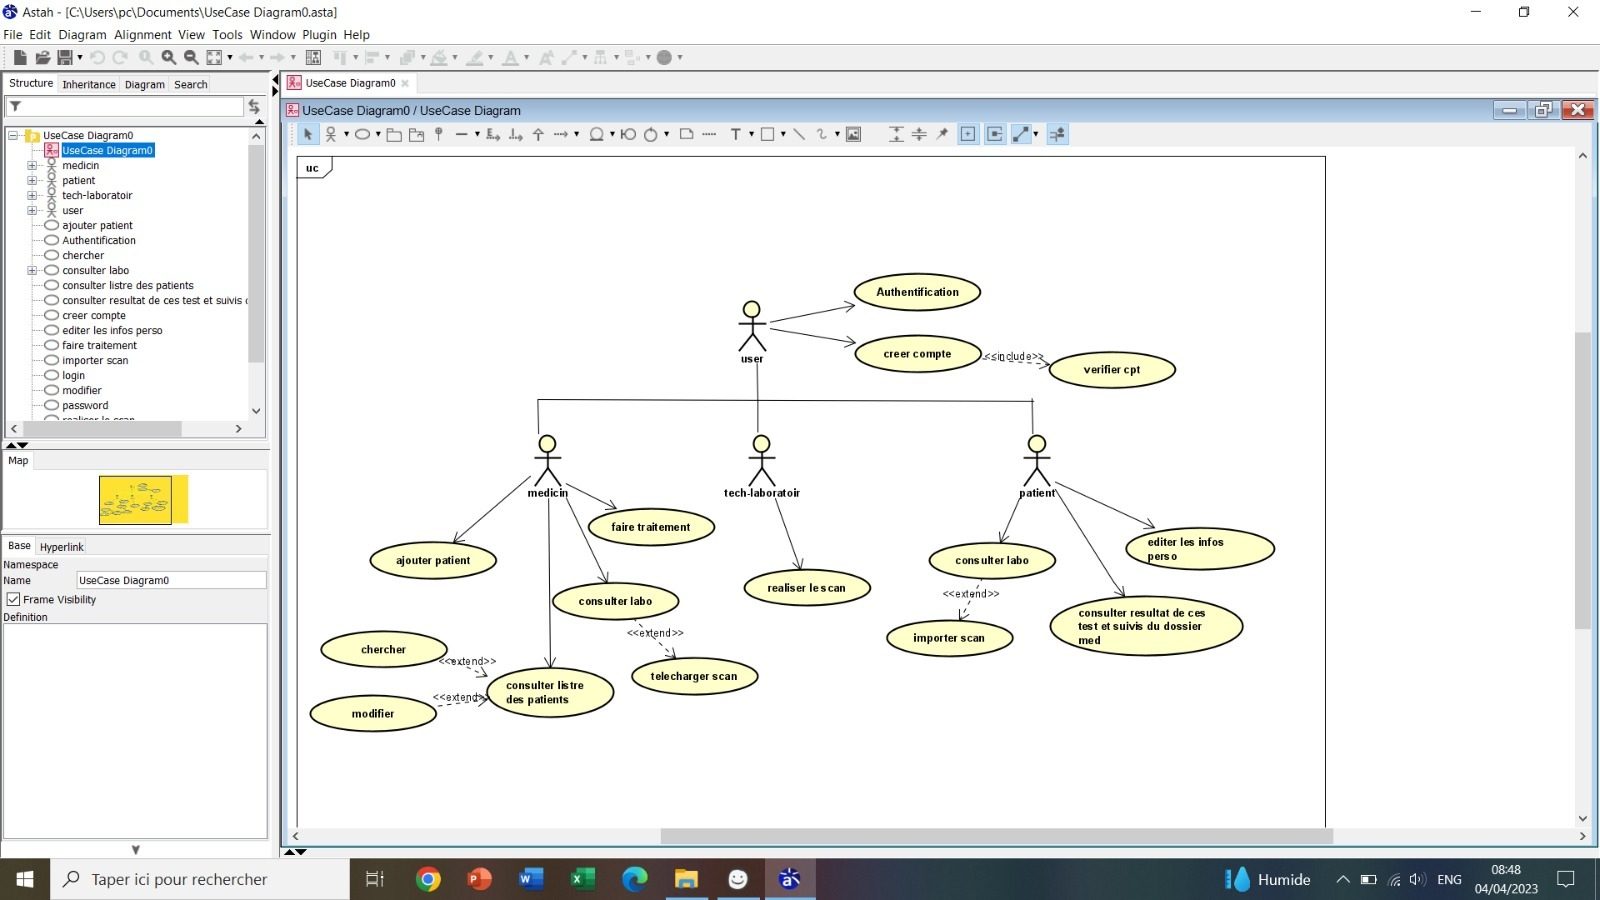 Astah - [C:\Users\pc\Documents\UseCase Diagram0.asta]
File Edit Diagram Alignment View Tools Window Plugin Help
Structure Inheritance Diagram Search
UseCase Diagram0
UseCase Diagram0
medicin
patient
tech-laboratoir
user
ajouter patient
Authentification
chercher
consulter labo
consulter listre des patients
consulter resultat de ces test et suivis
creer compte
editer les infos perso
faire traitement
importer scan
login
modifier
password
realiser le scan
Map
Base Hyperlink
Namespace
Name UseCase Diagram0
Frame Visibility
Definition
UseCase Diagram0
UseCase Diagram0 / UseCase Diagram
T
uc
Authentification
user
creer compte
<<include>>
verifier cpt
medicin
tech-laboratoir
patient
faire traitement
ajouter patient
consulter labo
<<extend>>
telecharger scan
chercher
<<extend>>
modifier
<<extend>>
consulter listre
des patients
realiser le scan
consulter labo
<<extend>>
importer scan
editer les infos
perso
consulter resultat de ces
test et suivis du dossier
med
Taper ici pour rechercher
Humide
ENG
08:48
04/04/2023